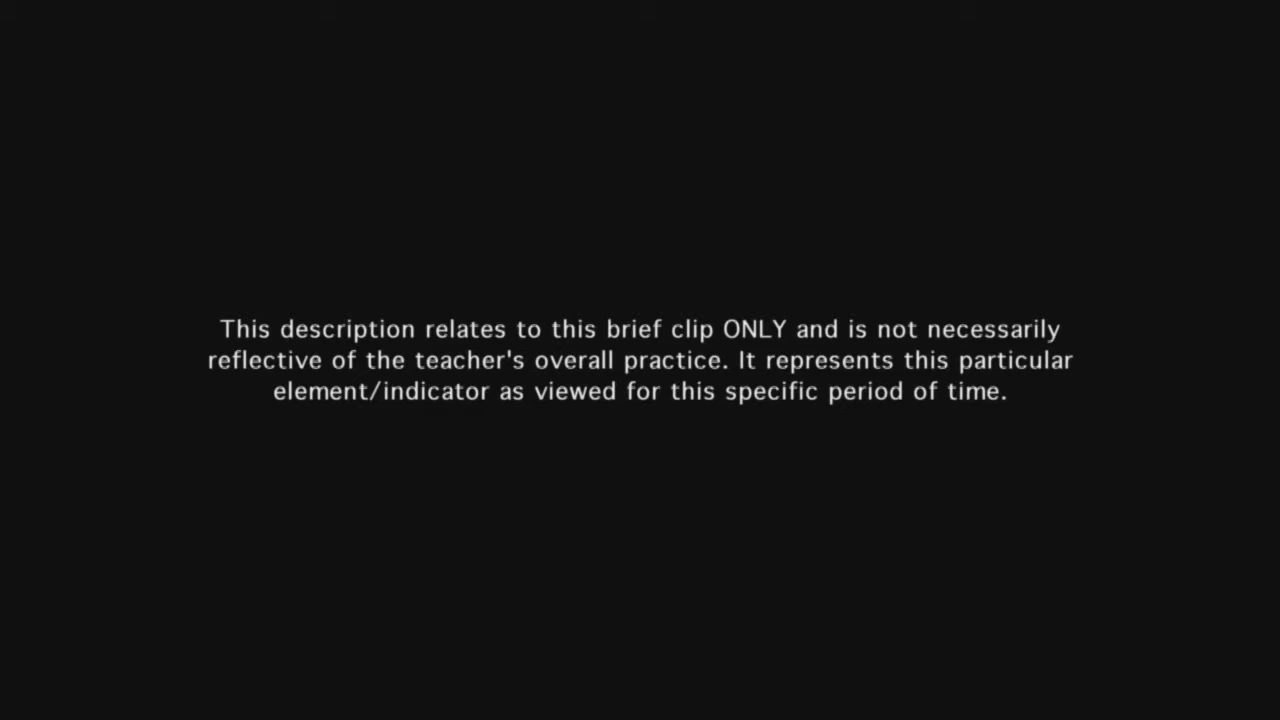 This description relates to this brief clip ONLY and is not necessarily
reflective of the teacher's overall practice. It represents this particular
element/indicator as viewed for this specific period of time.